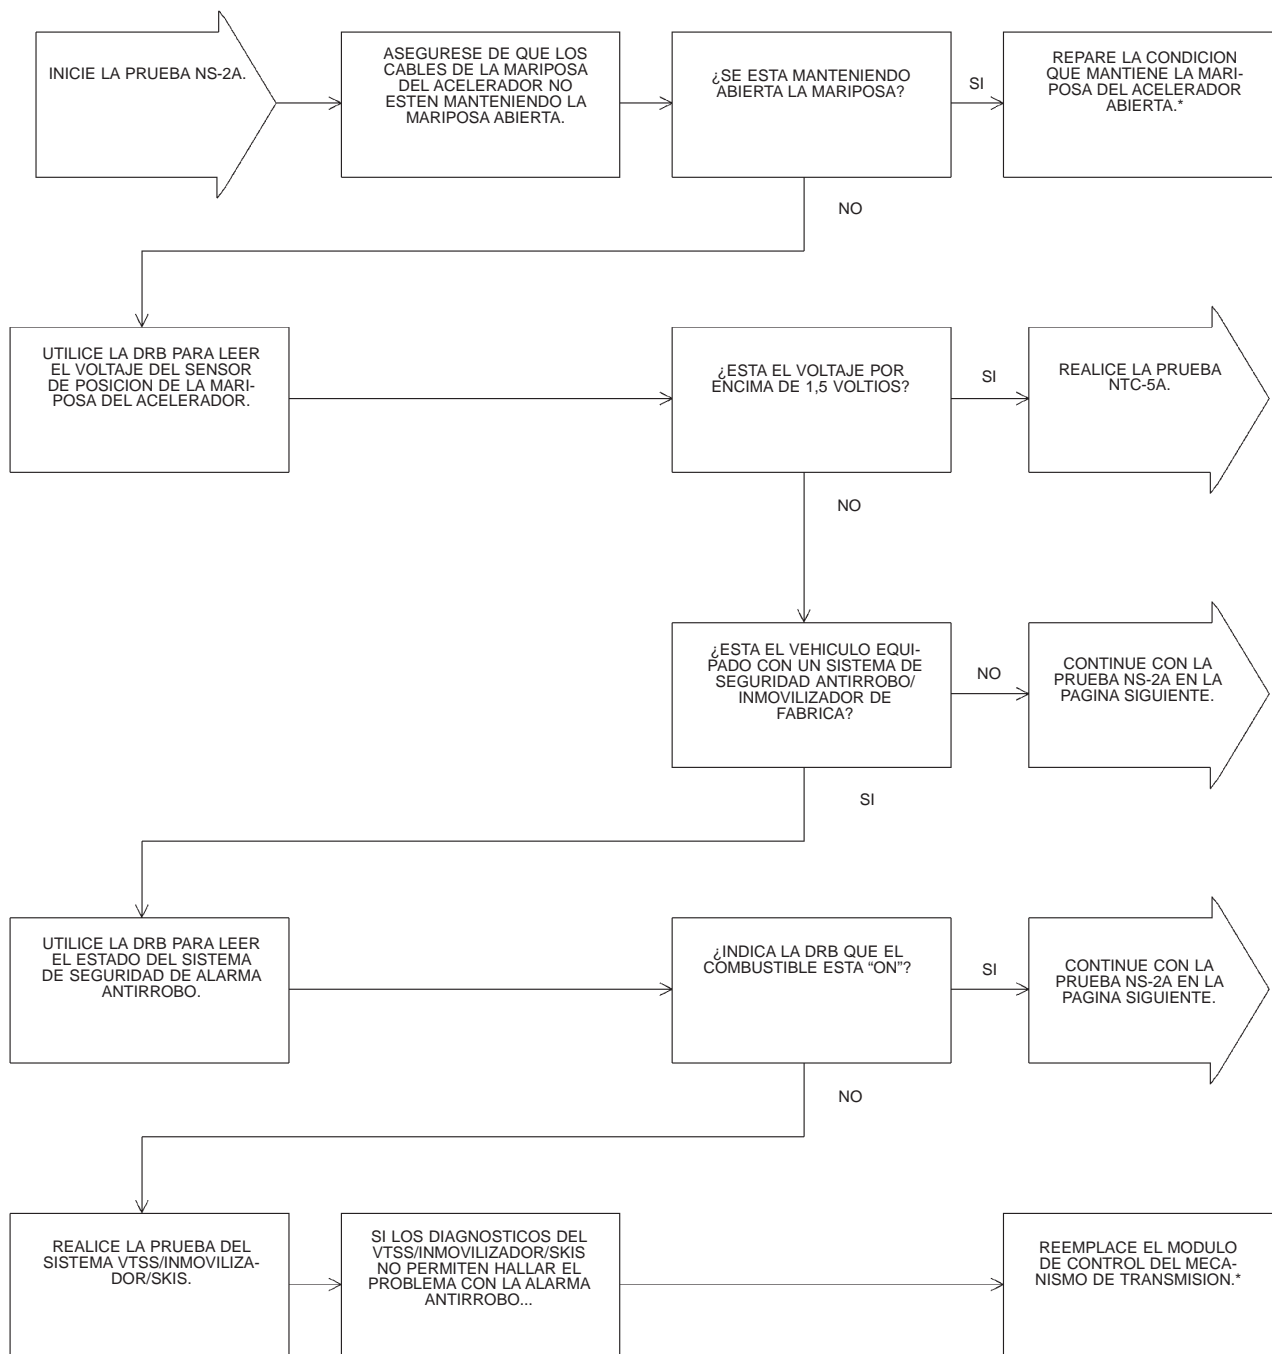 INICIE LA PRUEBA NS-2A.
ASEGURESE DE QUE LOS
CABLES DE LA MARIPOSA
DEL ACELERADOR NO
ESTEN MANTENIENDO LA
MARIPOSA ABIERTA.
¿SE ESTA MANTENIENDO
ABIERTA LA MARIPOSA?
SI
REPARE LA CONDICION
QUE MANTIENE LA MARI-
POSA DEL ACELERADOR
ABIERTA.*
NO
UTILICE LA DRB PARA LEER
EL VOLTAJE DEL SENSOR
DE POSICION DE LA MARI-
POSA DEL ACELERADOR.
¿ESTA EL VOLTAJE POR
ENCIMA DE 1,5 VOLTIOS?
SI
REALICE LA PRUEBA
NTC-5A.
NO
¿ESTA EL VEHICULO EQUI-
PADO CON UN SISTEMA DE
SEGURIDAD ANTIRROBO/
INMOVILIZADOR DE
FABRICA?
NO
CONTINUE CON LA
PRUEBA NS-2A EN LA
PAGINA SIGUIENTE.
SI
UTILICE LA DRB PARA LEER
EL ESTADO DEL SISTEMA
DE SEGURIDAD DE ALARMA
ANTIRROBO.
¿INDICA LA DRB QUE EL
COMBUSTIBLE ESTA “ON”?
SI
CONTINUE CON LA
PRUEBA NS-2A EN LA
PAGINA SIGUIENTE.
NO
REALICE LA PRUEBA DEL
SISTEMA VTSS/INMOVILIZA-
DOR/SKIS.
SI LOS DIAGNOSTICOS DEL
VTSS/INMOVILIZADOR/SKIS
NO PERMITEN HALLAR EL
PROBLEMA CON LA ALARMA
ANTIRROBO...
REEMPLACE EL MODULO
DE CONTROL DEL MECA-
NISMO DE TRANSMISION.*